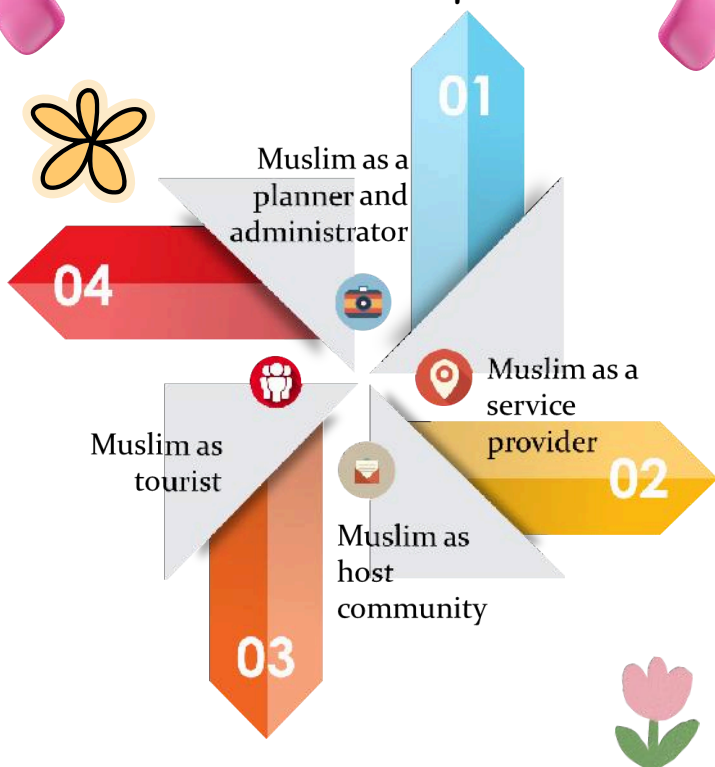 01
Muslim as a
planner and
administrator
04
Muslim as a
service
provider
02
Muslim as
tourist
Muslim as
host
community
03